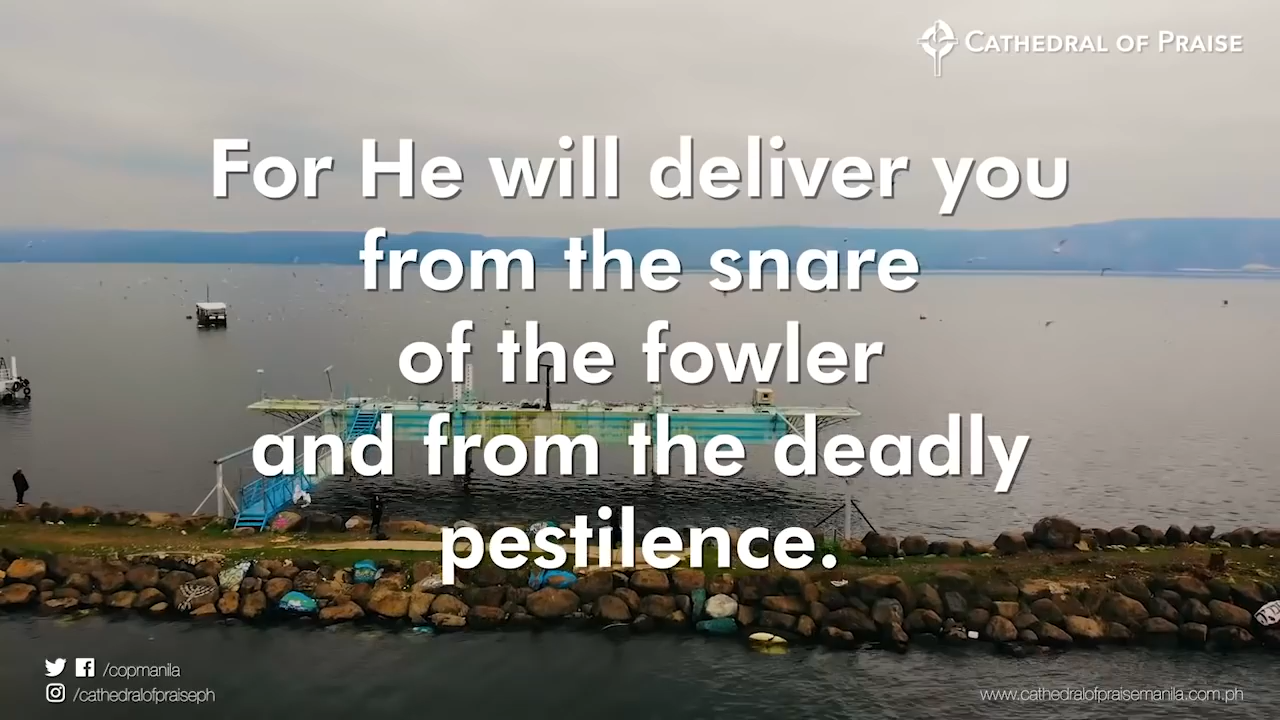 CATHEDRAL OF PRAISE
For He will deliver you
from the snare
of the fowler
and from the deadly
pestilence.
/copmanila
/cathedralofpraiseph
www.cathedralofpraisemanila.com.ph